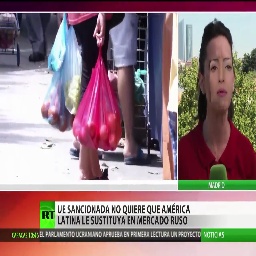 MADRID
RT UE SANCIONADA NO QUIERE QUE AMÉRICA
LATINA LE SUSTITUYA EN MERCADO RUSO
EL PARLAMENTO UCRANIANO APRUEBA EN PRIMERA LECTURA UN PROYECTO
NOTICIAS